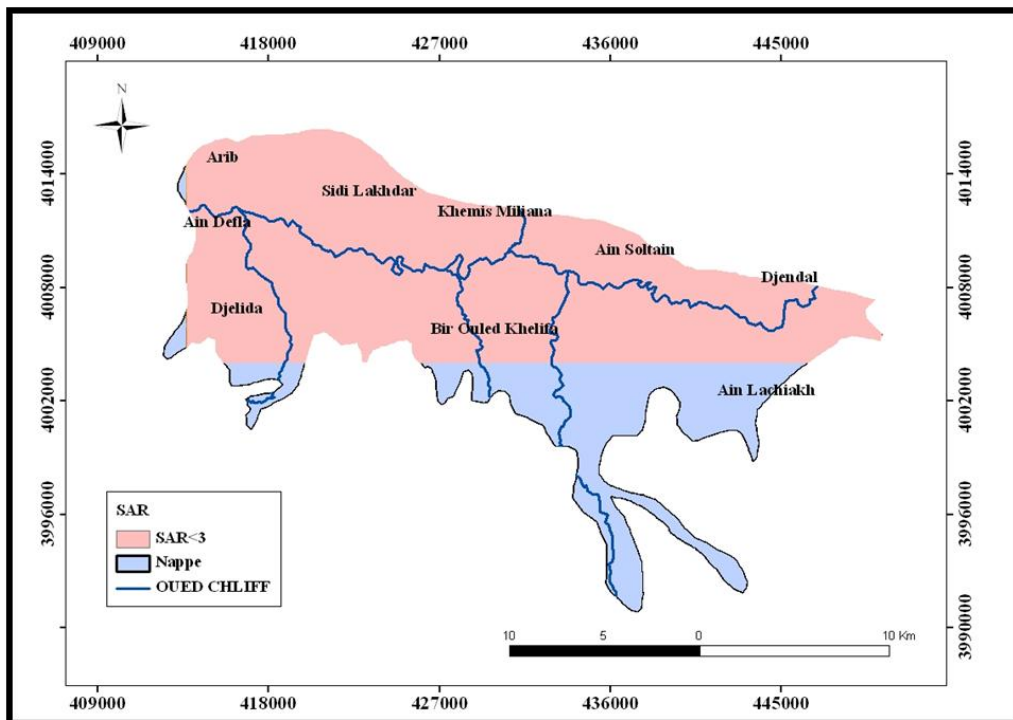 409000 418000 427000 436000 445000
N
4014000 4014000
Arib
Sidi Lakhdar
Khemis Miliana
Ain Defla
Ain Soltain
Djendal
4008000 4008000
Djelida
Bir Ouled Khelifa
Ain Lachiakh
4002000 4002000
SAR
SAR<3
Nappe
OUED CHLIFF
3996000 3996000
10 5 0 10 Km
3990000 3990000
409000 418000 427000 436000 445000